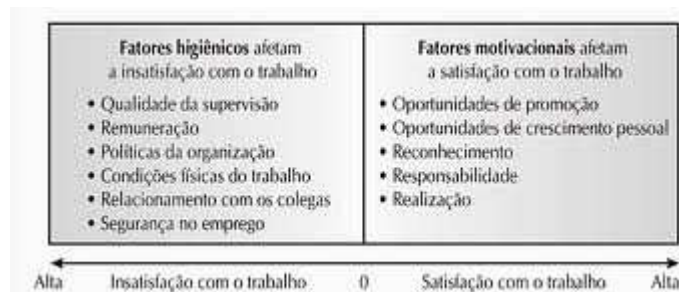 Fatores higiênicos afetam
a insatisfação com o trabalho
• Qualidade da supervisão
• Remuneração
• Políticas da organização
• Condições físicas do trabalho
• Relacionamento com os colegas
• Segurança no emprego
Fatores motivacionais afetam
a satisfação com o trabalho
• Oportunidades de promoção
• Oportunidades de crescimento pessoal
• Reconhecimento
• Responsabilidade
• Realização
Alta Insatisfação com o trabalho 0 Satisfação com o trabalho Alta